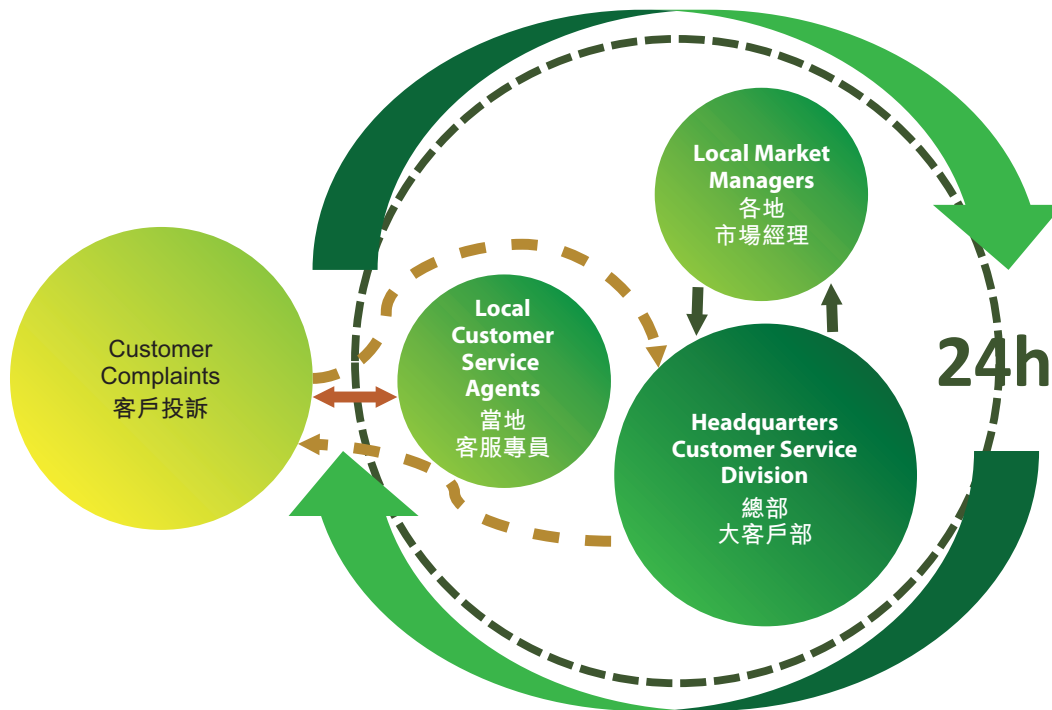 Customer
Complaints
客戶投訴
Local
Customer
Service
Agents
當地
客服專員
Local Market
Managers
各地
市場經理
Headquarters
Customer Service
Division
總部
大客戶部
24h